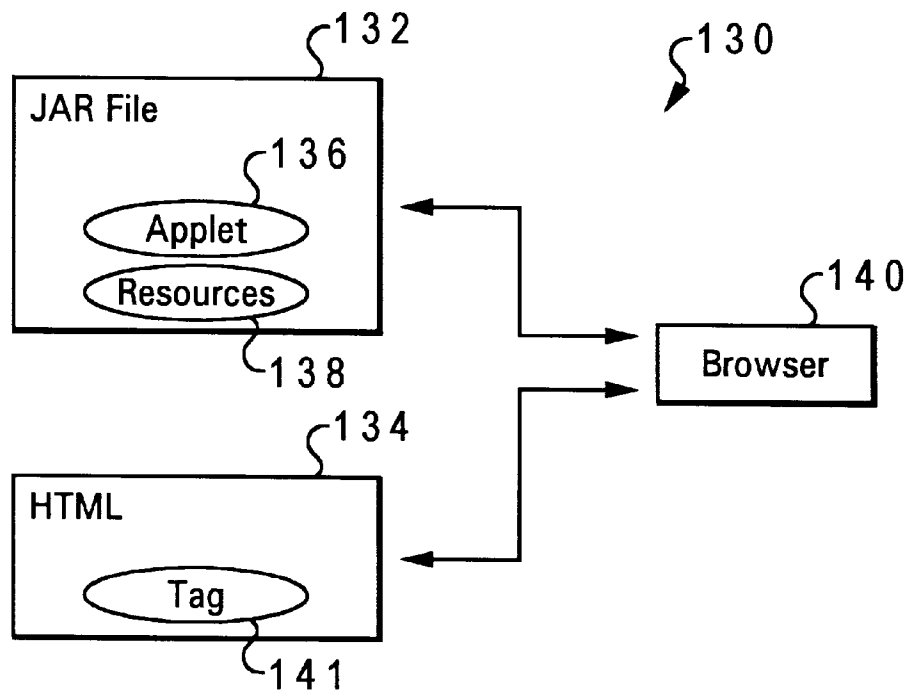 132
130
JAR File
136
Applet
Resources
138
140
Browser
134
HTML
Tag
141